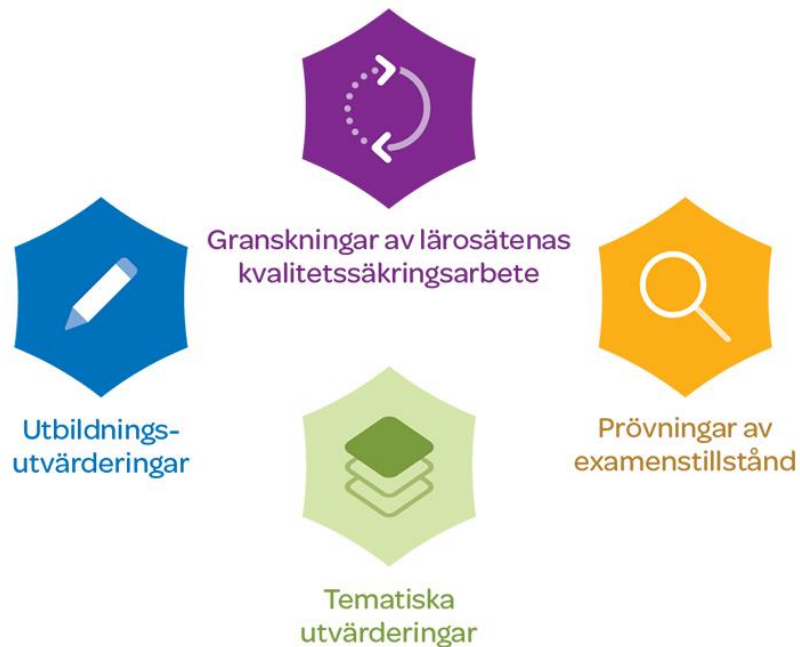 Granskningar av lärosätenas
kvalitetssäkringsarbete
Utbildnings-
utvärderingar
Prövningar av
examenstillstånd
Tematiska
utvärderingar